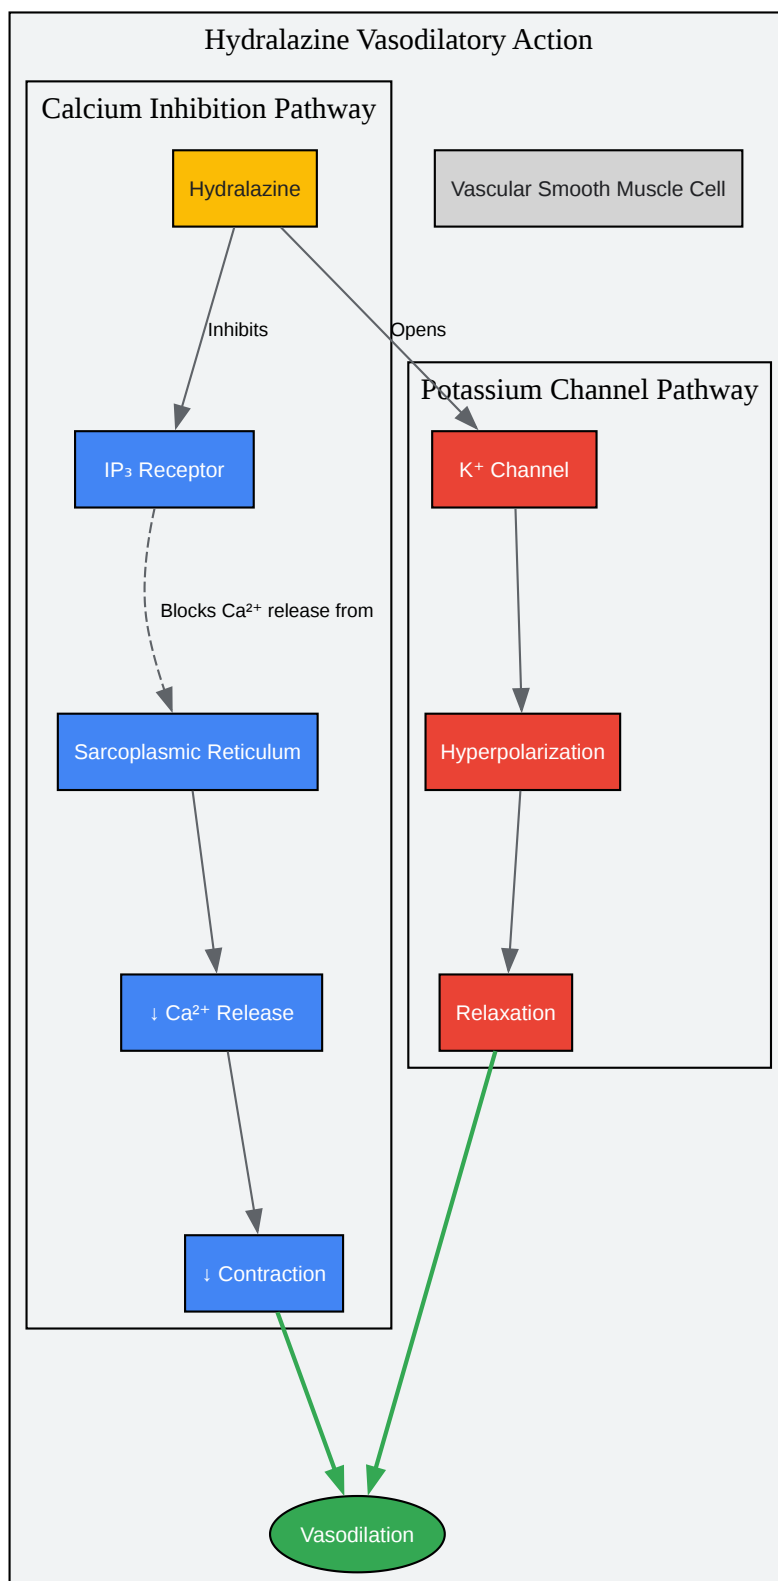 Hydralazine Vasodilatory Action
Calcium Inhibition Pathway
Hydralazine
Vascular Smooth Muscle Cell
Inhibits
Opens
Potassium Channel Pathway
IP₃ Receptor
K⁺ Channel
Blocks Ca²⁺ release from
Sarcoplasmic Reticulum
Hyperpolarization
↓ Ca²⁺ Release
Relaxation
↓ Contraction
Vasodilation